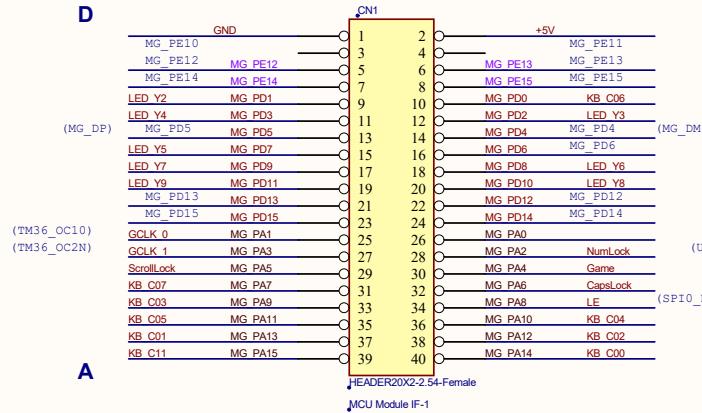 D
CN1
GND 1 2 +5V
MG_PE10 3 4 MG_PE11
MG_PE12 MG_PE12 5 6 MG_PE13 MG_PE13
MG_PE14 MG_PE14 7 8 MG_PE15 MG_PE15
LED_Y2 MG_PD1 9 10 MG_PD0 KB_C06
LED_Y4 MG_PD3 11 12 MG_PD2 LED_Y3
(MG_DP) MG_PD5 MG_PD5 13 14 MG_PD4 MG_PD4 (MG_DM
LED_Y5 MG_PD7 15 16 MG_PD6 MG_PD6
LED_Y7 MG_PD9 17 18 MG_PD8 LED_Y6
LED_Y9 MG_PD11 19 20 MG_PD10 LED_Y8
MG_PD13 MG_PD13 21 22 MG_PD12 MG_PD12
MG_PD15 MG_PD15 23 24 MG_PD14 MG_PD14
(TM36_OC10) GCLK_0 MG_PA1 25 26 MG_PA0
(TM36_OC2N) GCLK_1 MG_PA3 27 28 MG_PA2 NumLock (U
ScrollLock MG_PA5 29 30 MG_PA4 Game
KB_C07 MG_PA7 31 32 MG_PA6 CapsLock
KB_C03 MG_PA9 33 34 MG_PA8 LE (SPI0_
KB_C05 MG_PA11 35 36 MG_PA10 KB_C04
KB_C01 MG_PA13 37 38 MG_PA12 KB_C02
KB_C11 MG_PA15 39 40 MG_PA14 KB_C00
A
HEADER20X2-2.54-Female
MCU Module IF-1